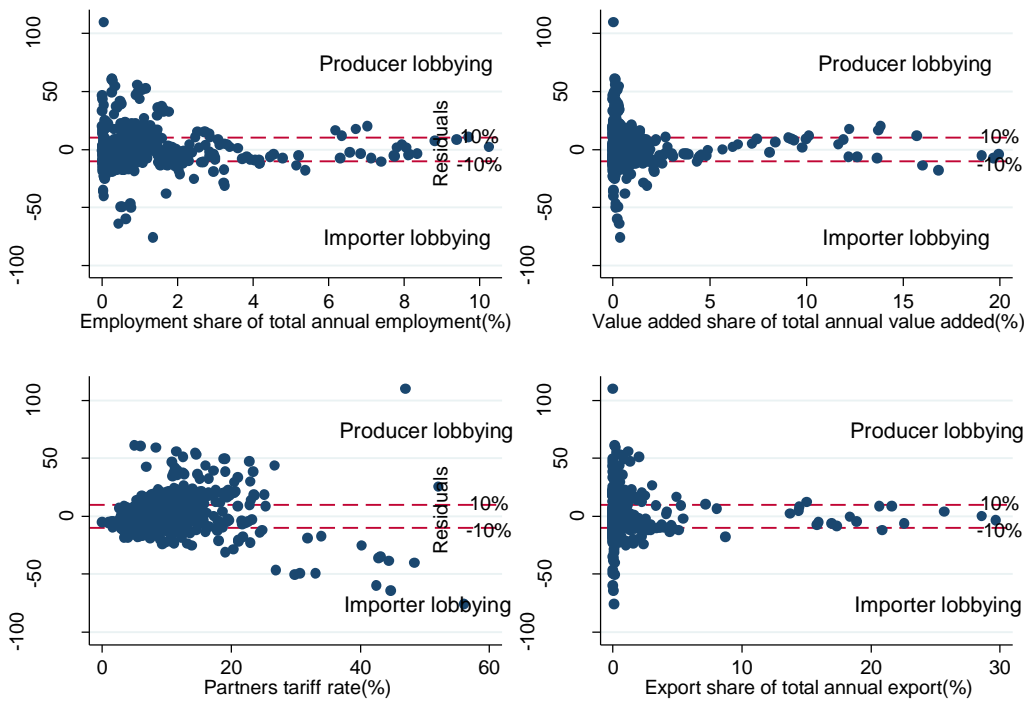 100
50
0
-50
-100
Producer lobbying
10%
-10%
Importer lobbying
0 2 4 6 8 10
Employment share of total annual employment(%)
Residuals
100
50
0
-50
-100
Producer lobbying
10%
-10%
Importer lobbying
0 5 10 15 20
Value added share of total annual value added(%)
100
50
0
-50
-100
Producer lobbying
10%
-10%
Importer lobbying
0 20 40 60
Partners tariff rate(%)
Residuals
100
50
0
-50
-100
Producer lobbying
10%
-10%
Importer lobbying
0 10 20 30
Export share of total annual export(%)